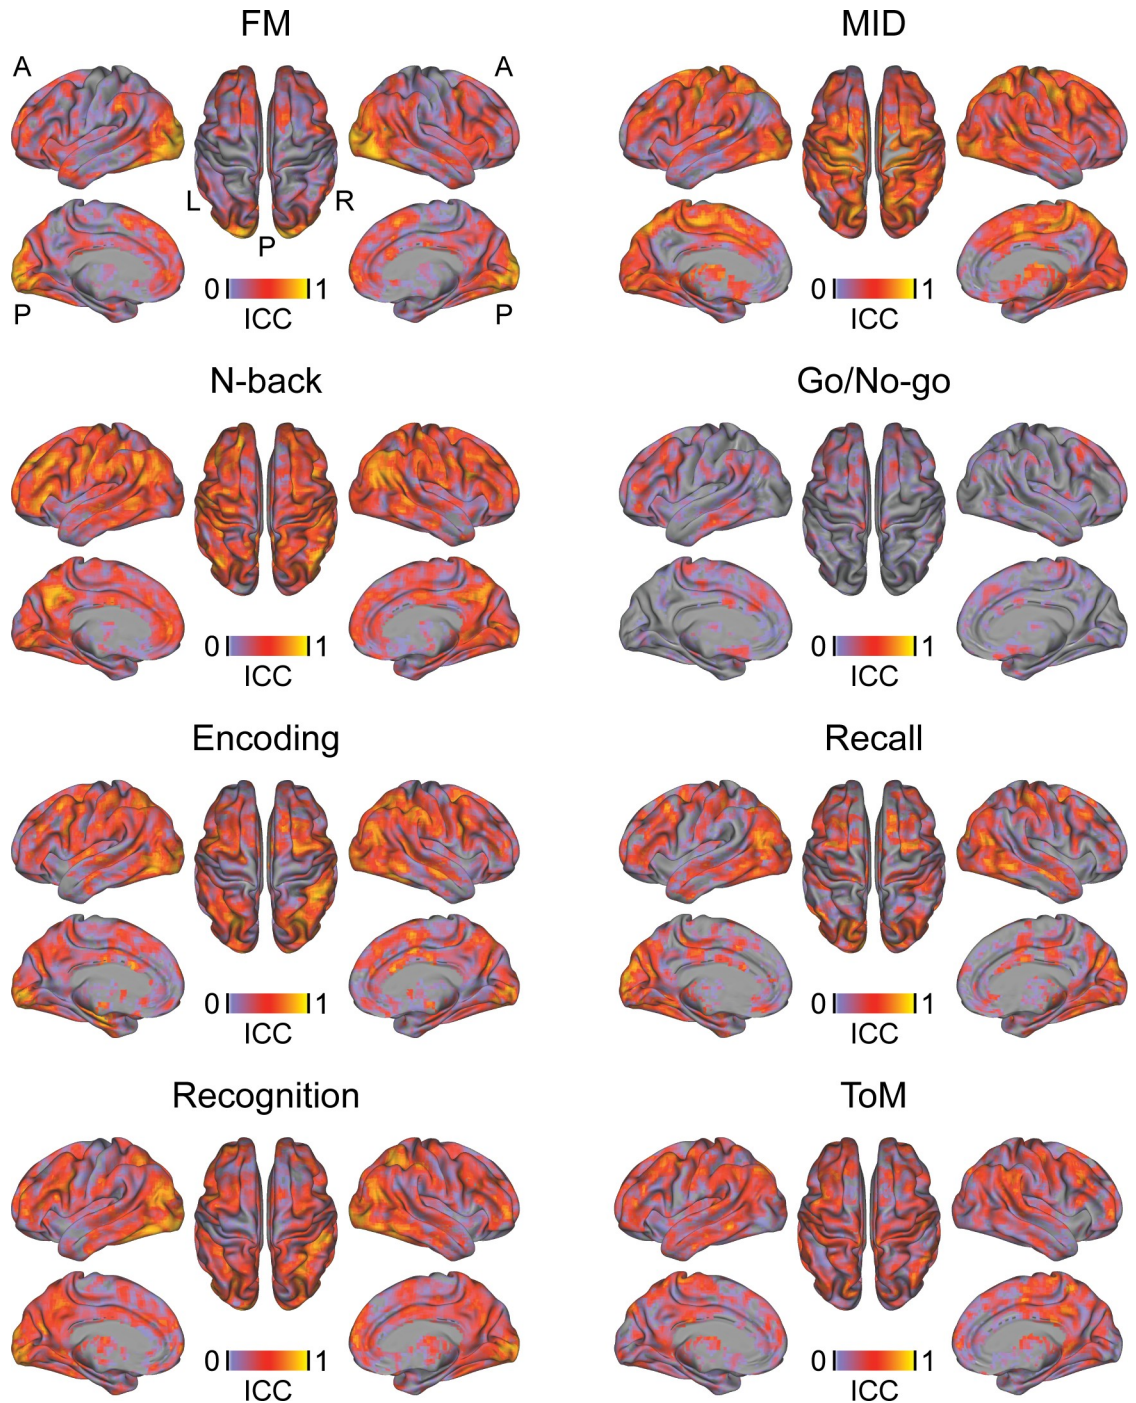 FM
MID
A
A
L
R
P
0 1
ICC
P
P
0 1
ICC
N-back
Go/No-go
0 1
ICC
0 1
ICC
Encoding
Recall
0 1
ICC
0 1
ICC
Recognition
ToM
0 1
ICC
0 1
ICC